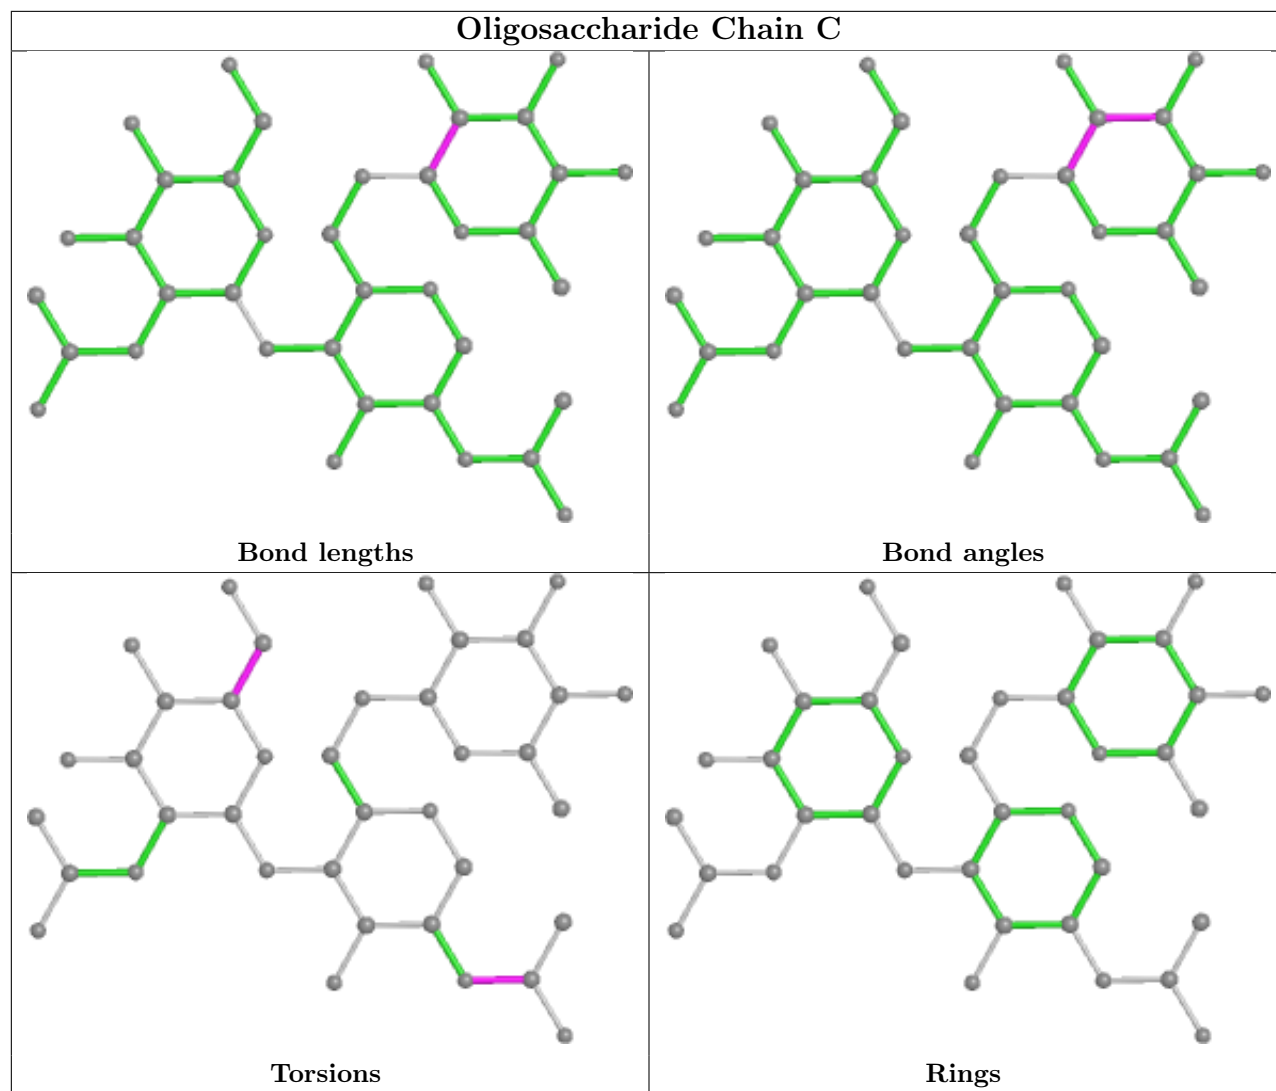 Oligosaccharide Chain C
Bond lengths
Bond angles
Torsions
Rings